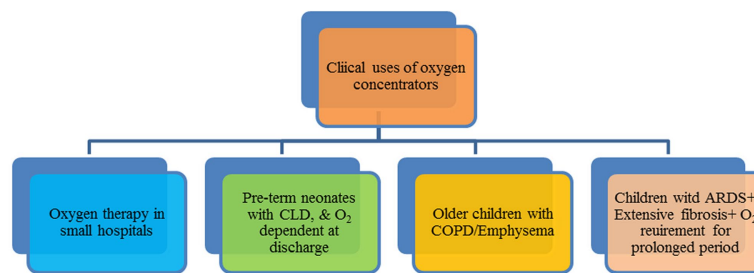 Cliical uses of oxygen
concentrators
Oxygen therapy in
small hospitals
Pre-term neonates
with CLD, & O₂
dependent at
discharge
Older children with
COPD/Emphysema
Children witd ARDS+
Extensive fibrosis+ O₂
reuirement for
prolonged period